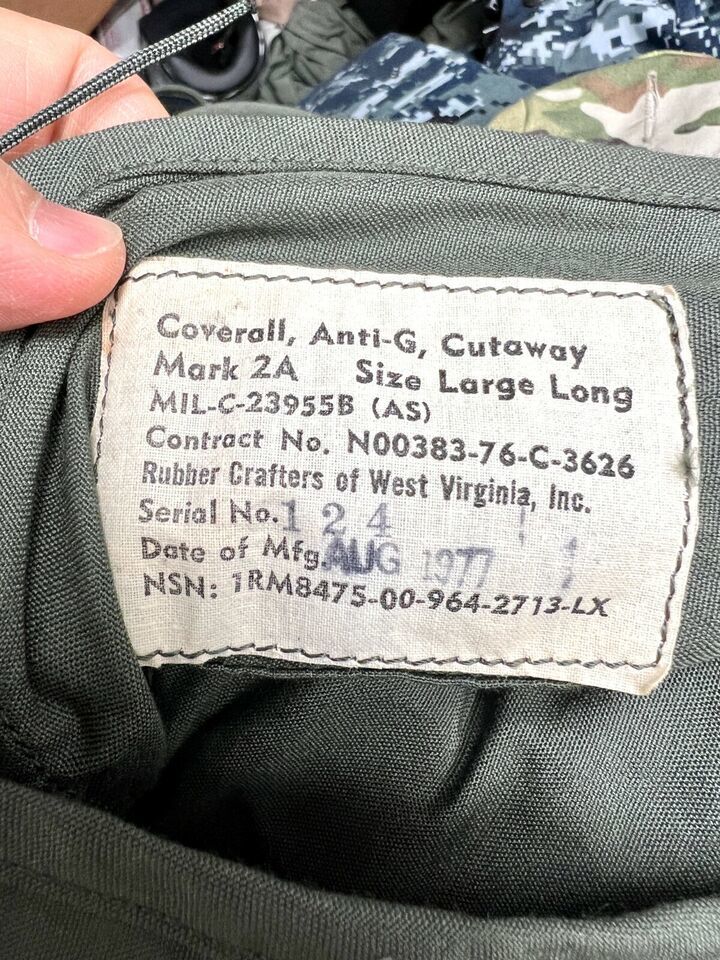 Coverall, Anti-G, Cutaway
Mark 2A Size Large Long
MIL-C-23955B (AS)
Contract No. N00383-76-C-3626
Rubber Crafters of West Virginia, Inc.
Serial No. 124
Date of Mfg. AUG 1977
NSN: 1RM8475-00-964-2713-LX